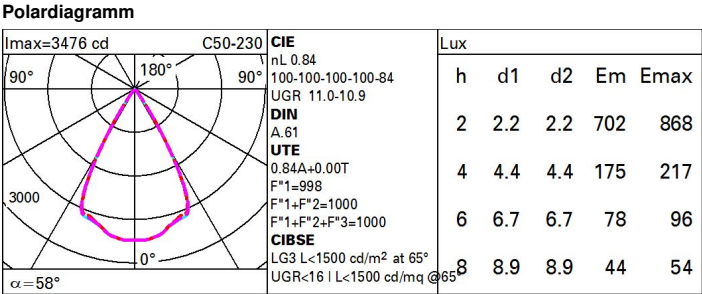 Polardiagramm
Imax=3476 cd C50-230
90° 180° 90°
3000
0°
α=58°
CIE
nL 0.84
100-100-100-100-84
UGR 11.0-10.9
DIN
A.61
UTE
0.84A+0.00T
F"1=998
F"1+F"2=1000
F"1+F"2+F"3=1000
CIBSE
LG3 L<1500 cd/m² at 65°
UGR<16 | L<1500 cd/mq @65°
Lux
h d1 d2 Em Emax
2 2.2 2.2 702 868
4 4.4 4.4 175 217
6 6.7 6.7 78 96
8 8.9 8.9 44 54